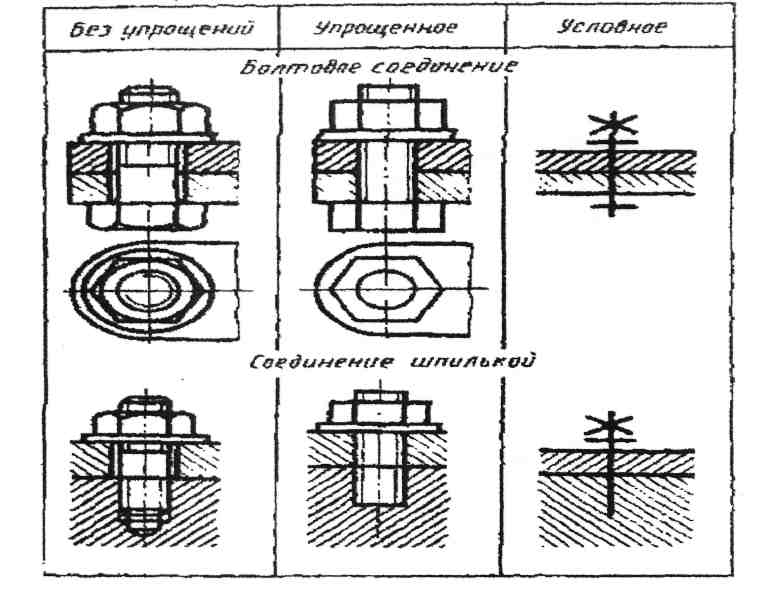 Без упрощений
Упрощенное
Условное
Болтовое соединение
Соединение шпилькой